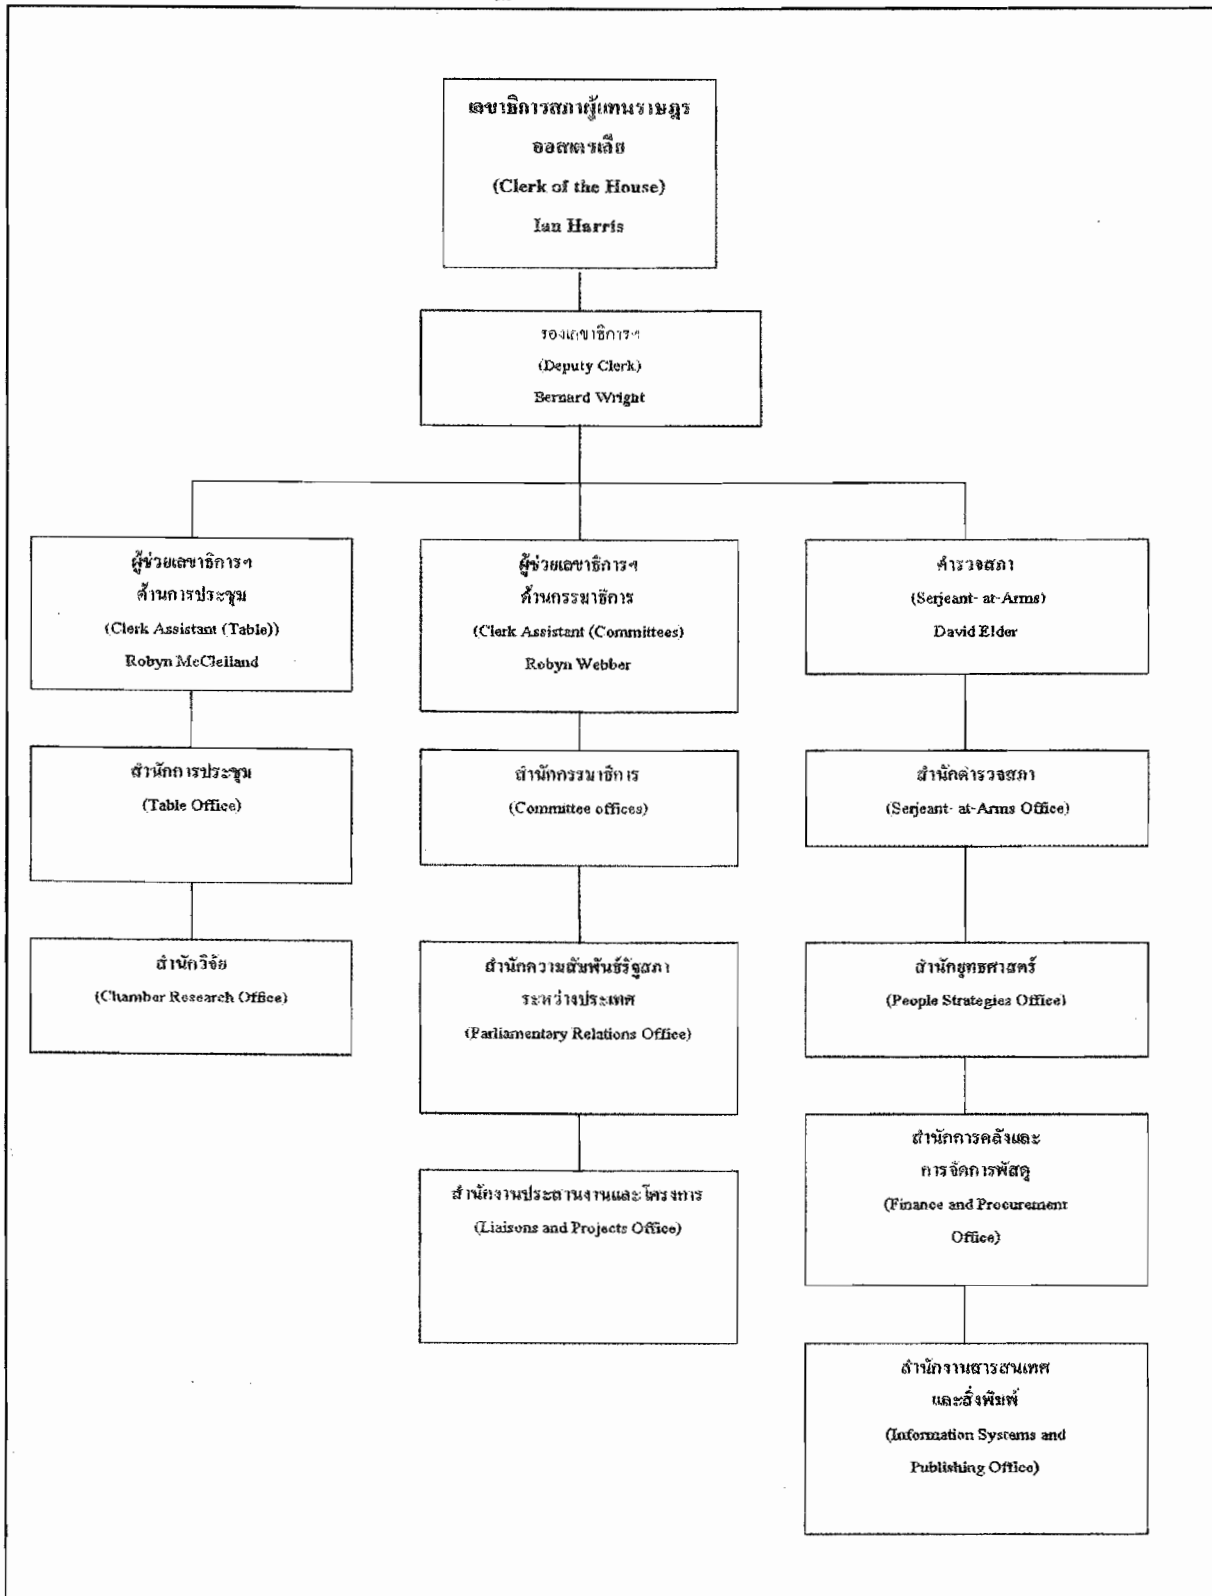 เลขาธิการสภาผู้แทนราษฎร
ออสเตรเลีย
(Clerk of the House)
Ian Harris
รองเลขาธิการฯ
(Deputy Clerk)
Bernard Wright
ผู้ช่วยเลขาธิการฯ
ด้านการประชุม
(Clerk Assistant (Table))
Robyn McClelland
ผู้ช่วยเลขาธิการฯ
ด้านกรรมาธิการ
(Clerk Assistant (Committees)
Robyn Webber
ตำรวจสภา
(Serjeant- at-Arms)
David Elder
สำนักการประชุม
(Table Office)
สำนักกรรมาธิการ
(Committee offices)
สำนักตำรวจสภา
(Serjeant- at-Arms Office)
สำนักวิจัย
(Chamber Research Office)
สำนักความสัมพันธ์รัฐสภา
ระหว่างประเทศ
(Parliamentary Relations Office)
สำนักยุทธศาสตร์
(People Strategies Office)
สำนักงานประสานงานและโครงการ
(Liaisons and Projects Office)
สำนักการคลังและ
การจัดการพัสดุ
(Finance and Procurement
Office)
สำนักงานสารสนเทศ
และสิ่งพิมพ์
(Information Systems and
Publishing Office)